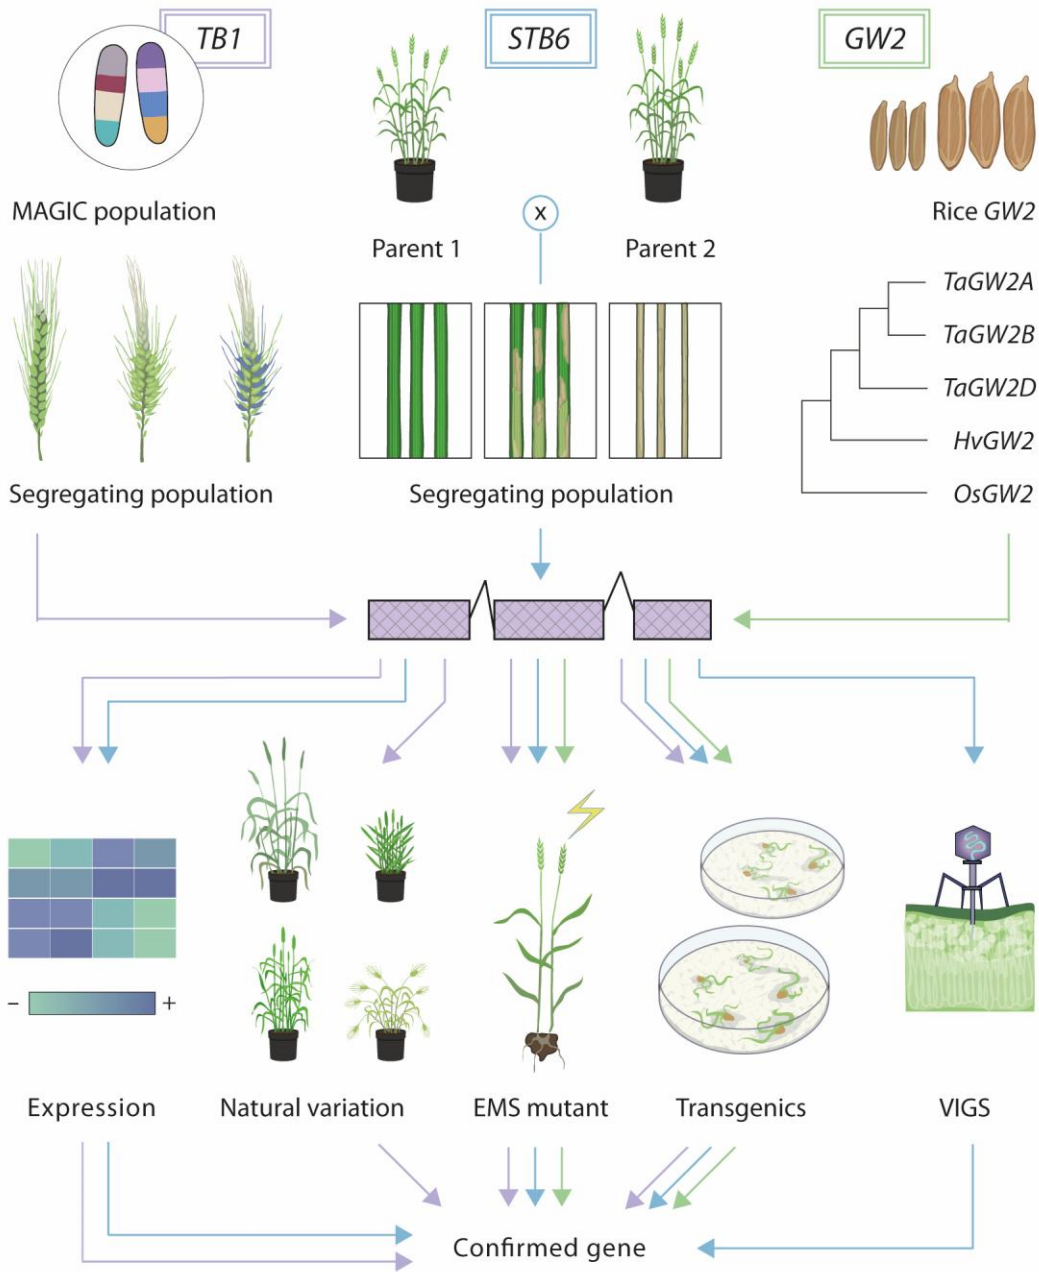 TB1
STB6
GW2
MAGIC population
Parent 1
x
Parent 2
Rice GW2
TaGW2A
TaGW2B
TaGW2D
HvGW2
OsGW2
Segregating population
Segregating population
– +
Expression
Natural variation
EMS mutant
Transgenics
VIGS
Confirmed gene